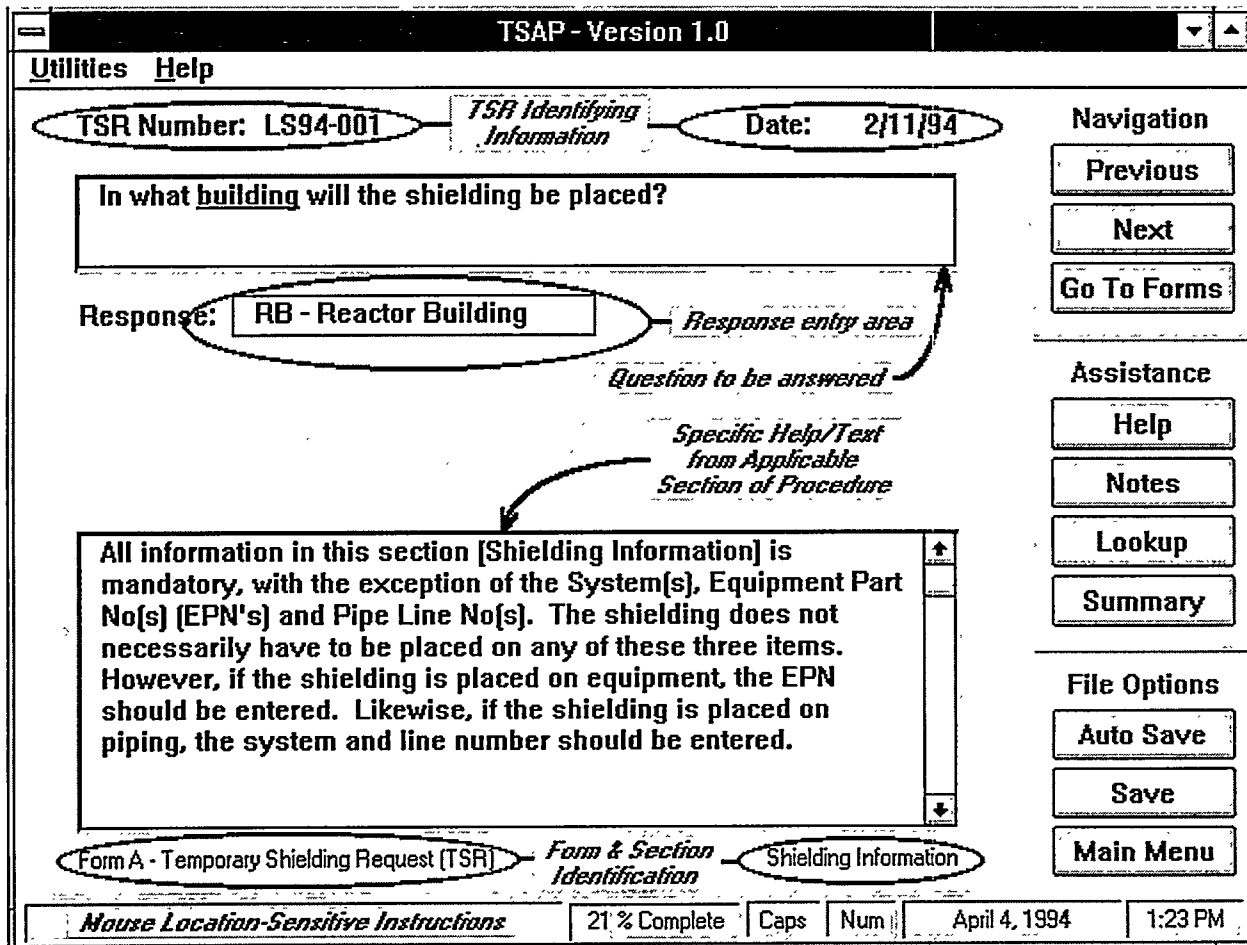 TSAP - Version 1.0
Utilities Help
TSR Number: LS94-001
TSR Identifying
Information
Date: 2/11/94
In what building will the shielding be placed?
Response: RB - Reactor Building
Response entry area
Question to be answered
Specific Help/Text
from Applicable
Section of Procedure
All information in this section [Shielding Information] is
mandatory, with the exception of the System(s), Equipment Part
No(s) (EPN's) and Pipe Line No(s). The shielding does not
necessarily have to be placed on any of these three items.
However, if the shielding is placed on equipment, the EPN
should be entered. Likewise, if the shielding is placed on
piping, the system and line number should be entered.
Form A - Temporary Shielding Request (TSR)
Form & Section
Identification
Shielding Information
Navigation
Previous
Next
Go To Forms
Assistance
Help
Notes
Lookup
Summary
File Options
Auto Save
Save
Main Menu
Mouse Location-Sensitive Instructions
21 % Complete
Caps
Num
April 4, 1994
1:23 PM